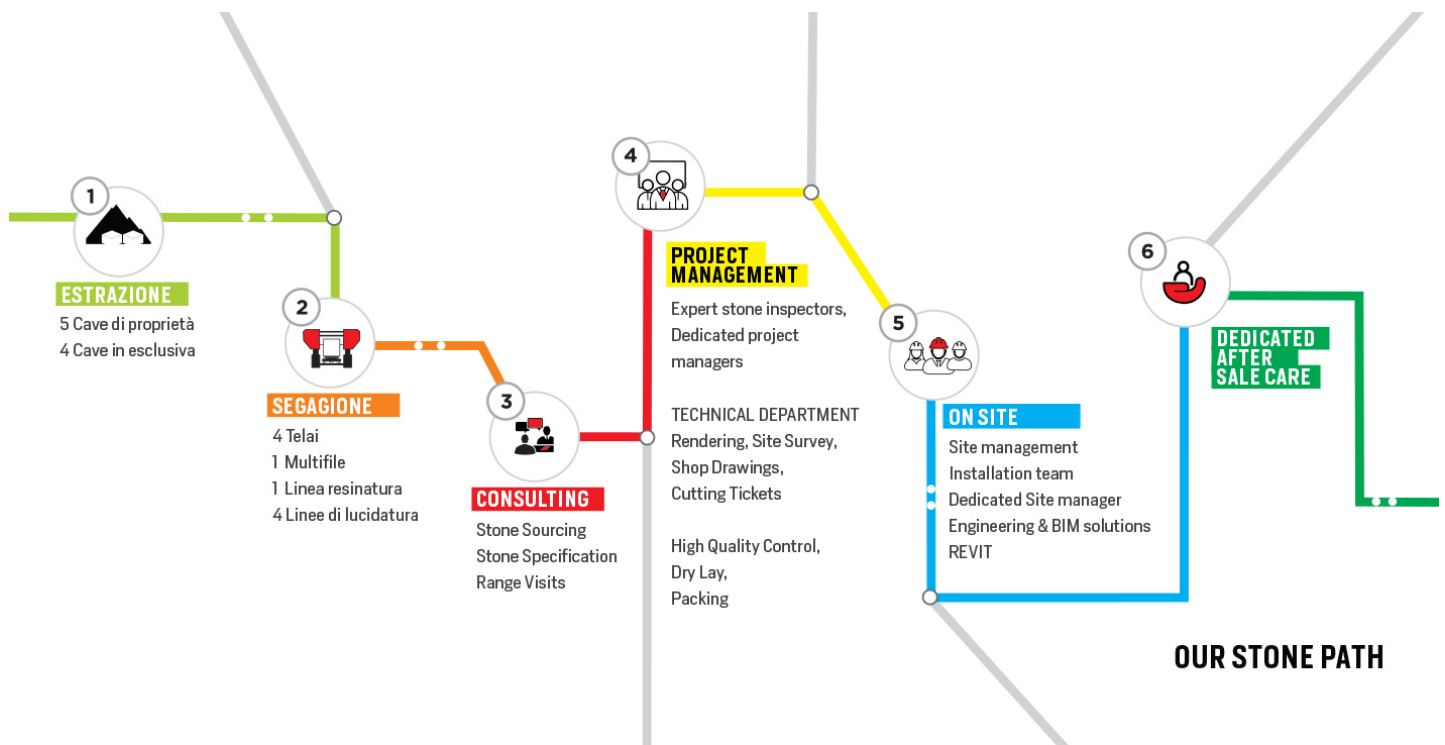 1
ESTRAZIONE
5 Cave di proprietà
4 Cave in esclusiva
2
SEGAGIONE
4 Telai
1 Multifile
1 Linea resinatura
4 Linee di lucidatura
3
CONSULTING
Stone Sourcing
Stone Specification
Range Visits
4
PROJECT
MANAGEMENT
Expert stone inspectors,
Dedicated project
managers
TECHNICAL DEPARTMENT
Rendering, Site Survey,
Shop Drawings,
Cutting Tickets
High Quality Control,
Dry Lay,
Packing
5
ON SITE
Site management
Installation team
Dedicated Site manager
Engineering & BIM solutions
REVIT
6
DEDICATED
AFTER
SALE CARE
OUR STONE PATH